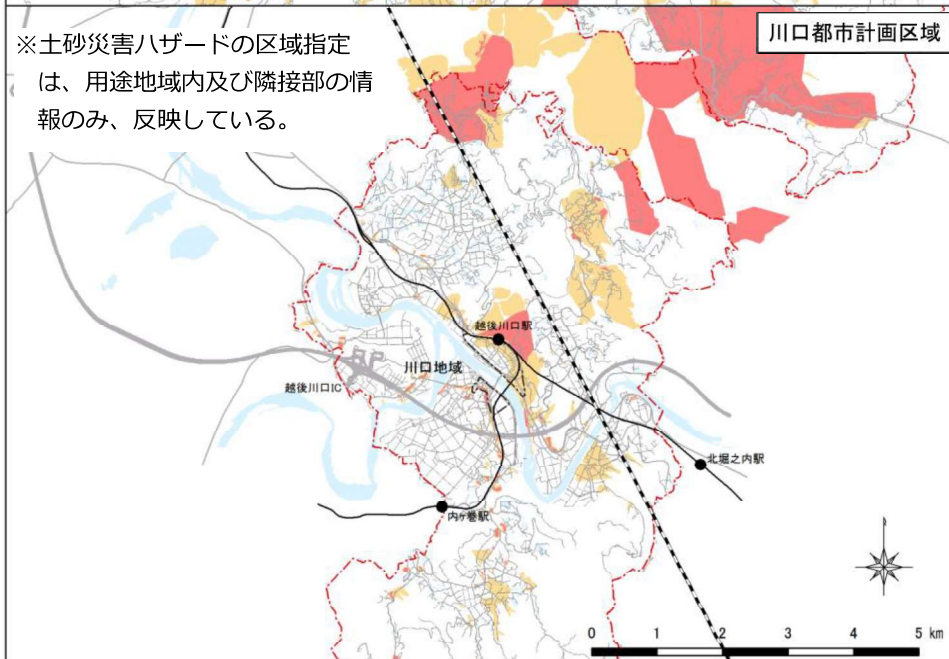 ※土砂災害ハザードの区域指定
は、用途地域内及び隣接部の情
報のみ、反映している。
川口都市計画区域
越後川口駅
川口地域
越後川口IC
北堀之内駅
内ケ巻駅
0 1 2 3 4 5 km